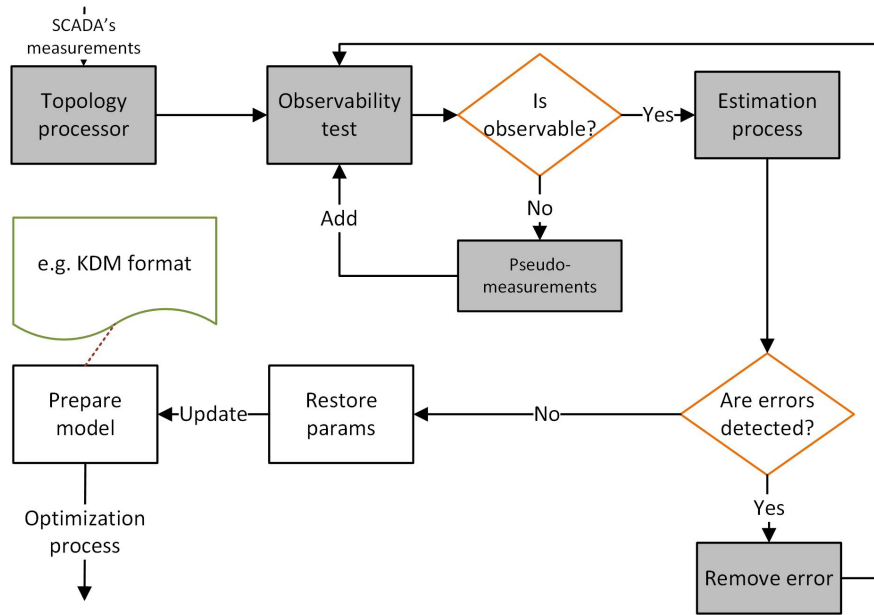 SCADA's
measurements
Topology
processor
Observability
test
Is
observable?
Yes
Estimation
process
No
Add
Pseudo-
measurements
e.g. KDM format
Prepare
model
Update
Restore
params
No
Are errors
detected?
Yes
Optimization
process
Remove error